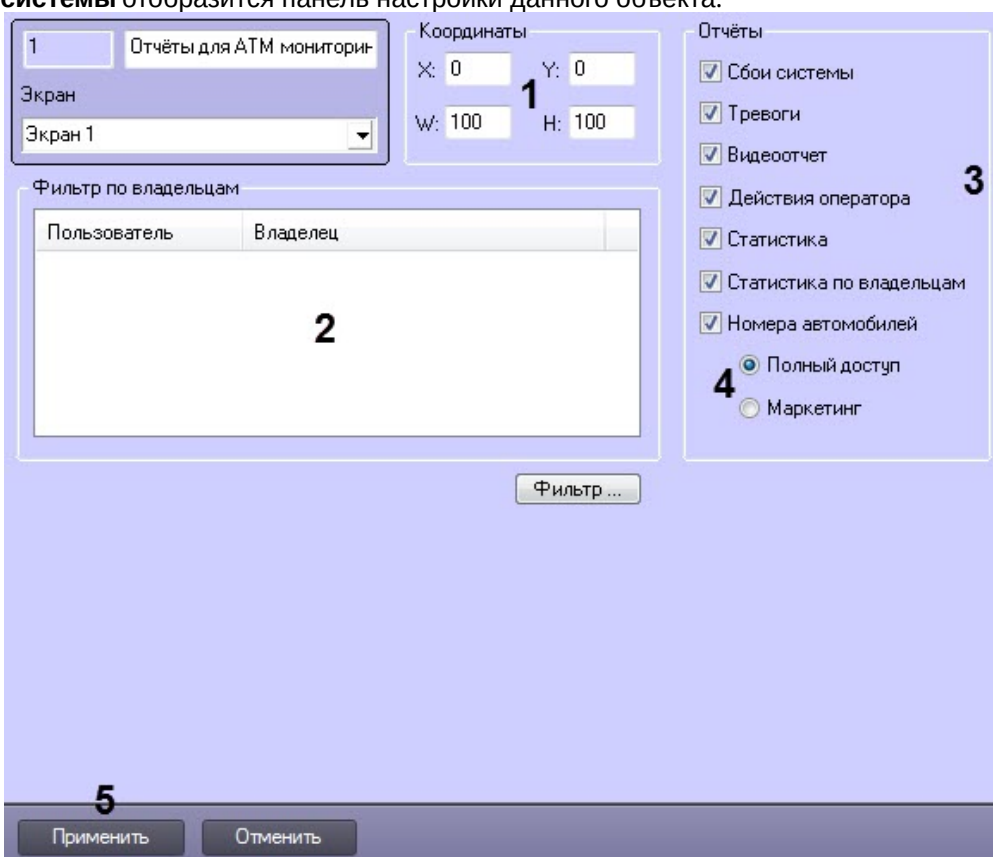 системы отобразится панель настройки данного объекта.
1 Отчёты для ATM мониторин
Экран
Экран 1
Координаты
X: 0 Y: 0
1
W: 100 H: 100
Фильтр по владельцам
Пользователь Владелец
2
Фильтр ...
Отчёты
Сбои системы
Тревоги
Видеоотчет
3
Действия оператора
Статистика
Статистика по владельцам
Номера автомобилей
Полный доступ
4
Маркетинг
5
Применить Отменить